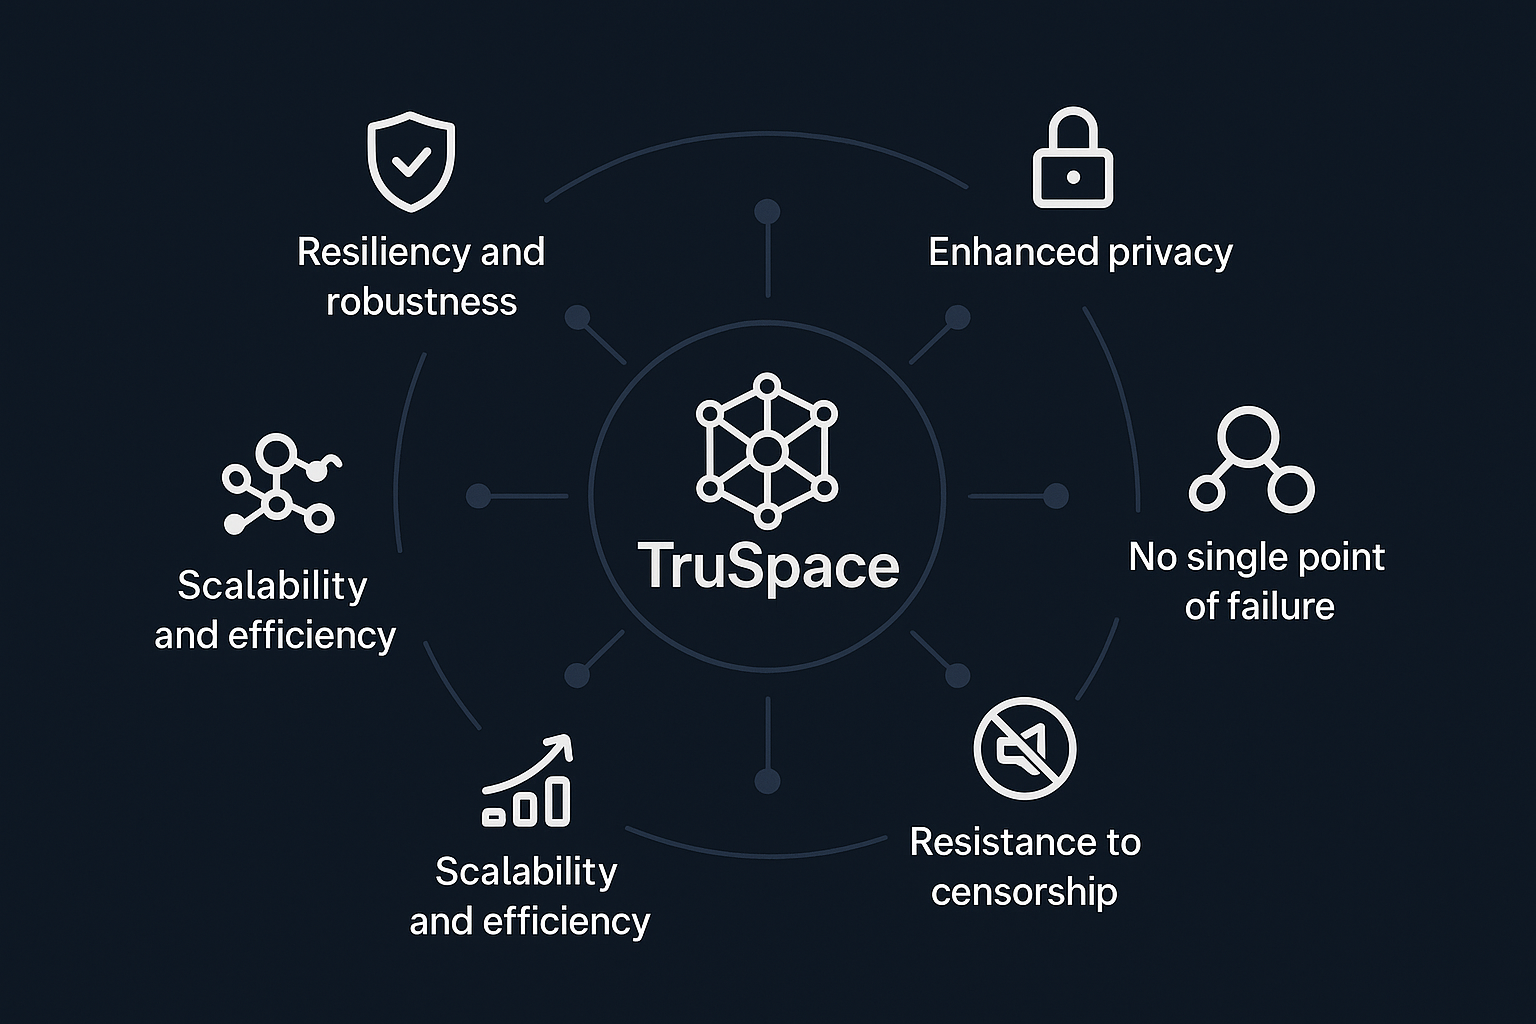 Resiliency and
robustness
Enhanced privacy
TruSpace
No single point
of failure
Scalability
and efficiency
Resistance to
censorship
Scalability
and efficiency